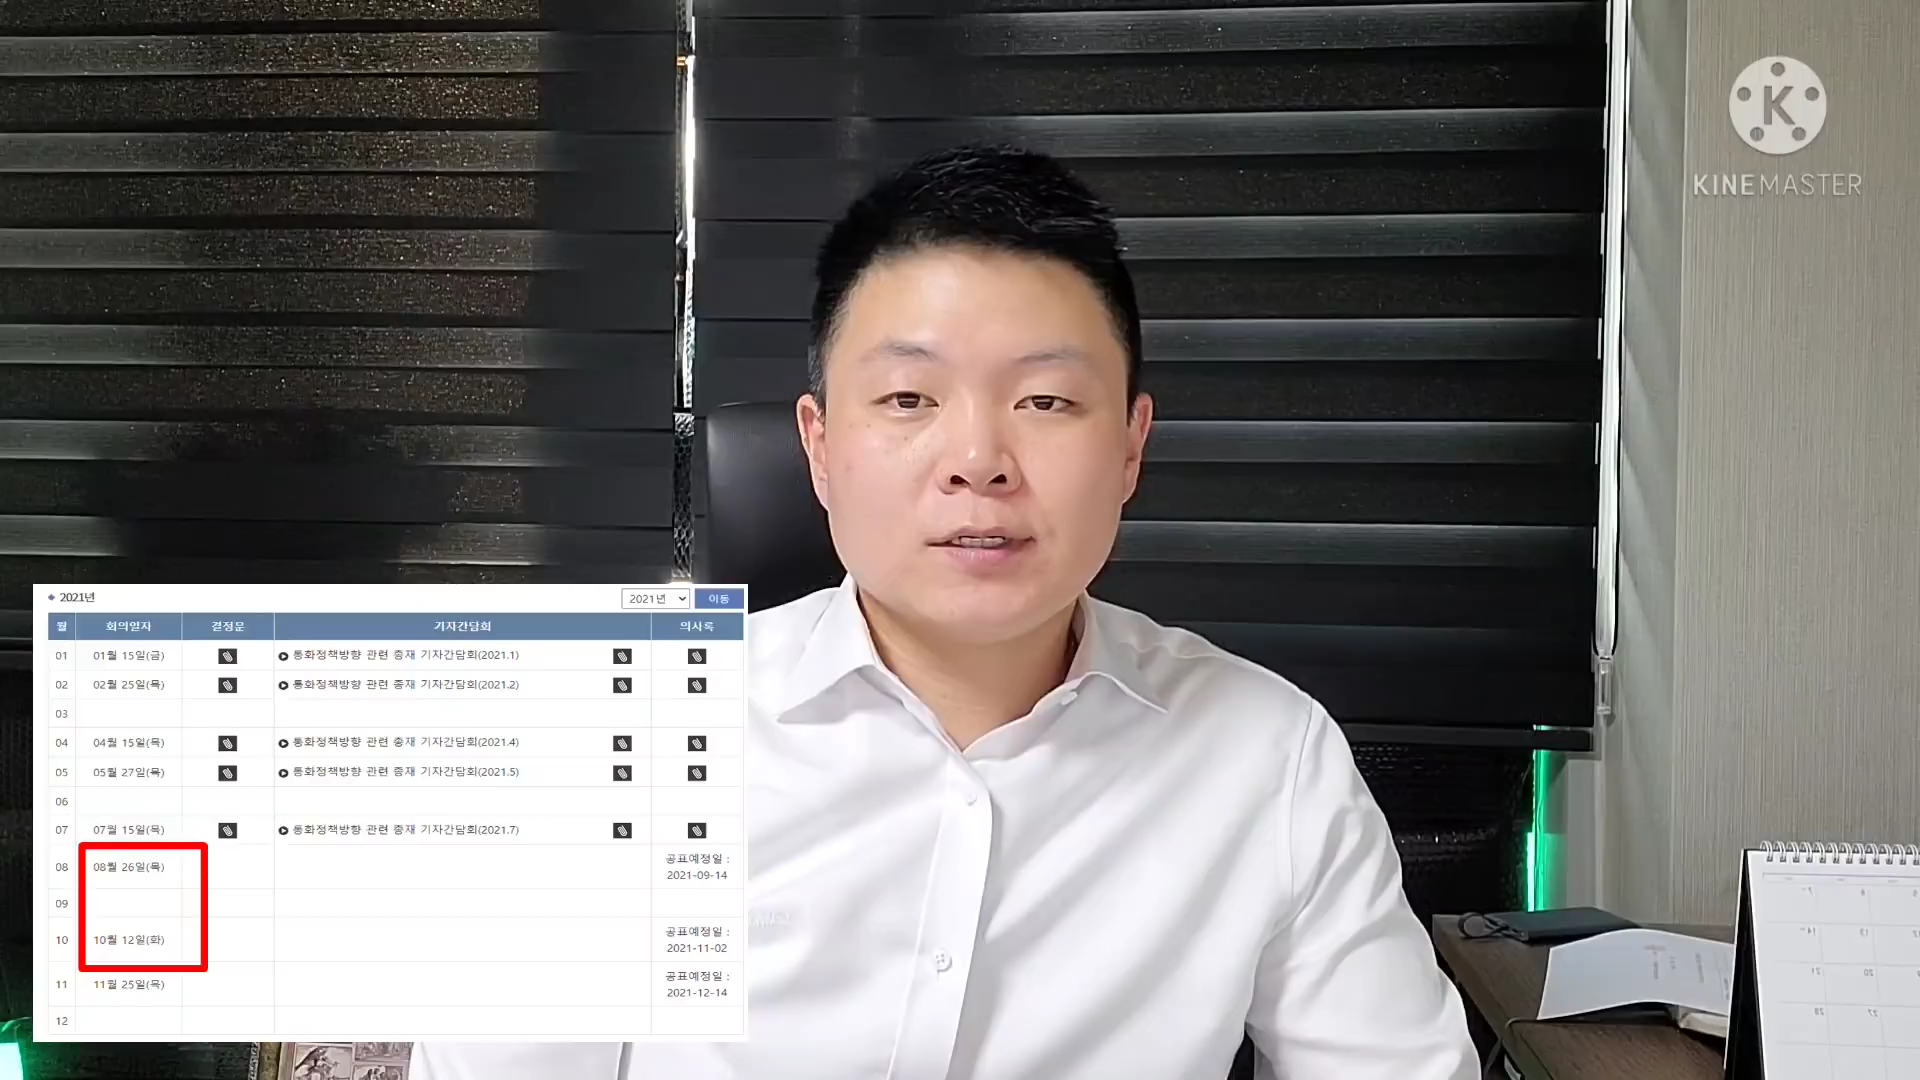 KINEMASTER
2021년
2021년
이동
월 회의일자 결정문 기자간담회 의사록
01 01월 15일(금) 통화정책방향 관련 총재 기자간담회(2021.1)
02 02월 25일(목) 통화정책방향 관련 총재 기자간담회(2021.2)
03
04 04월 15일(목) 통화정책방향 관련 총재 기자간담회(2021.4)
05 05월 27일(목) 통화정책방향 관련 총재 기자간담회(2021.5)
06
07 07월 15일(목) 통화정책방향 관련 총재 기자간담회(2021.7)
08 08월 26일(목) 공표예정일 :
2021-09-14
09
10 10월 12일(화) 공표예정일 :
2021-11-02
11 11월 25일(목) 공표예정일 :
2021-12-14
12